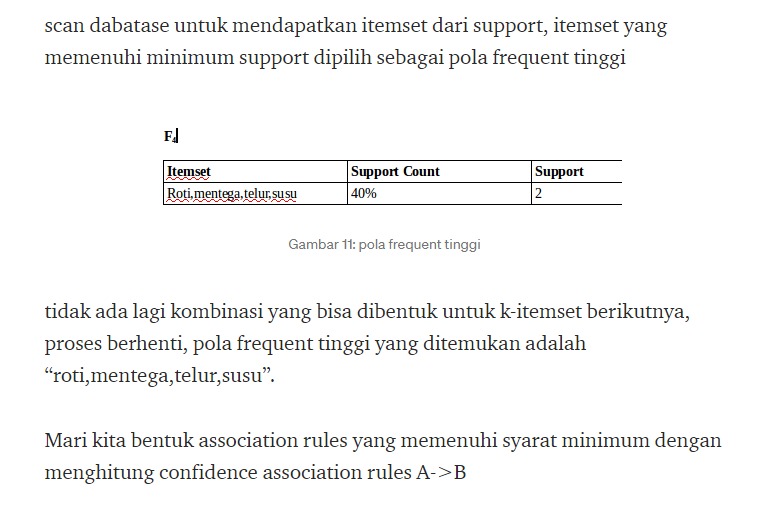 scan dabatase untuk mendapatkan itemset dari support, itemset yang
memenuhi minimum support dipilih sebagai pola frequent tinggi
F4
Itemset Support Count Support
Roti,mentega,telur,susu 40% 2
Gambar 11: pola frequent tinggi
tidak ada lagi kombinasi yang bisa dibentuk untuk k-itemset berikutnya,
proses berhenti, pola frequent tinggi yang ditemukan adalah
“roti,mentega,telur,susu”.
Mari kita bentuk association rules yang memenuhi syarat minimum dengan
menghitung confidence association rules A->B